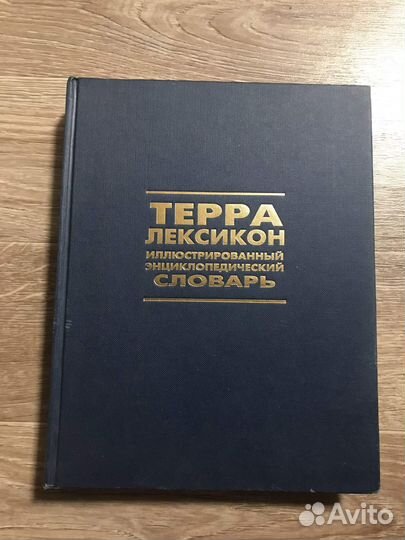 ТЕРРА
ЛЕКСИКОН
ИЛЛЮСТРИРОВАННЫЙ
ЭНЦИКЛОПЕДИЧЕСКИЙ
СЛОВАРЬ
Avito